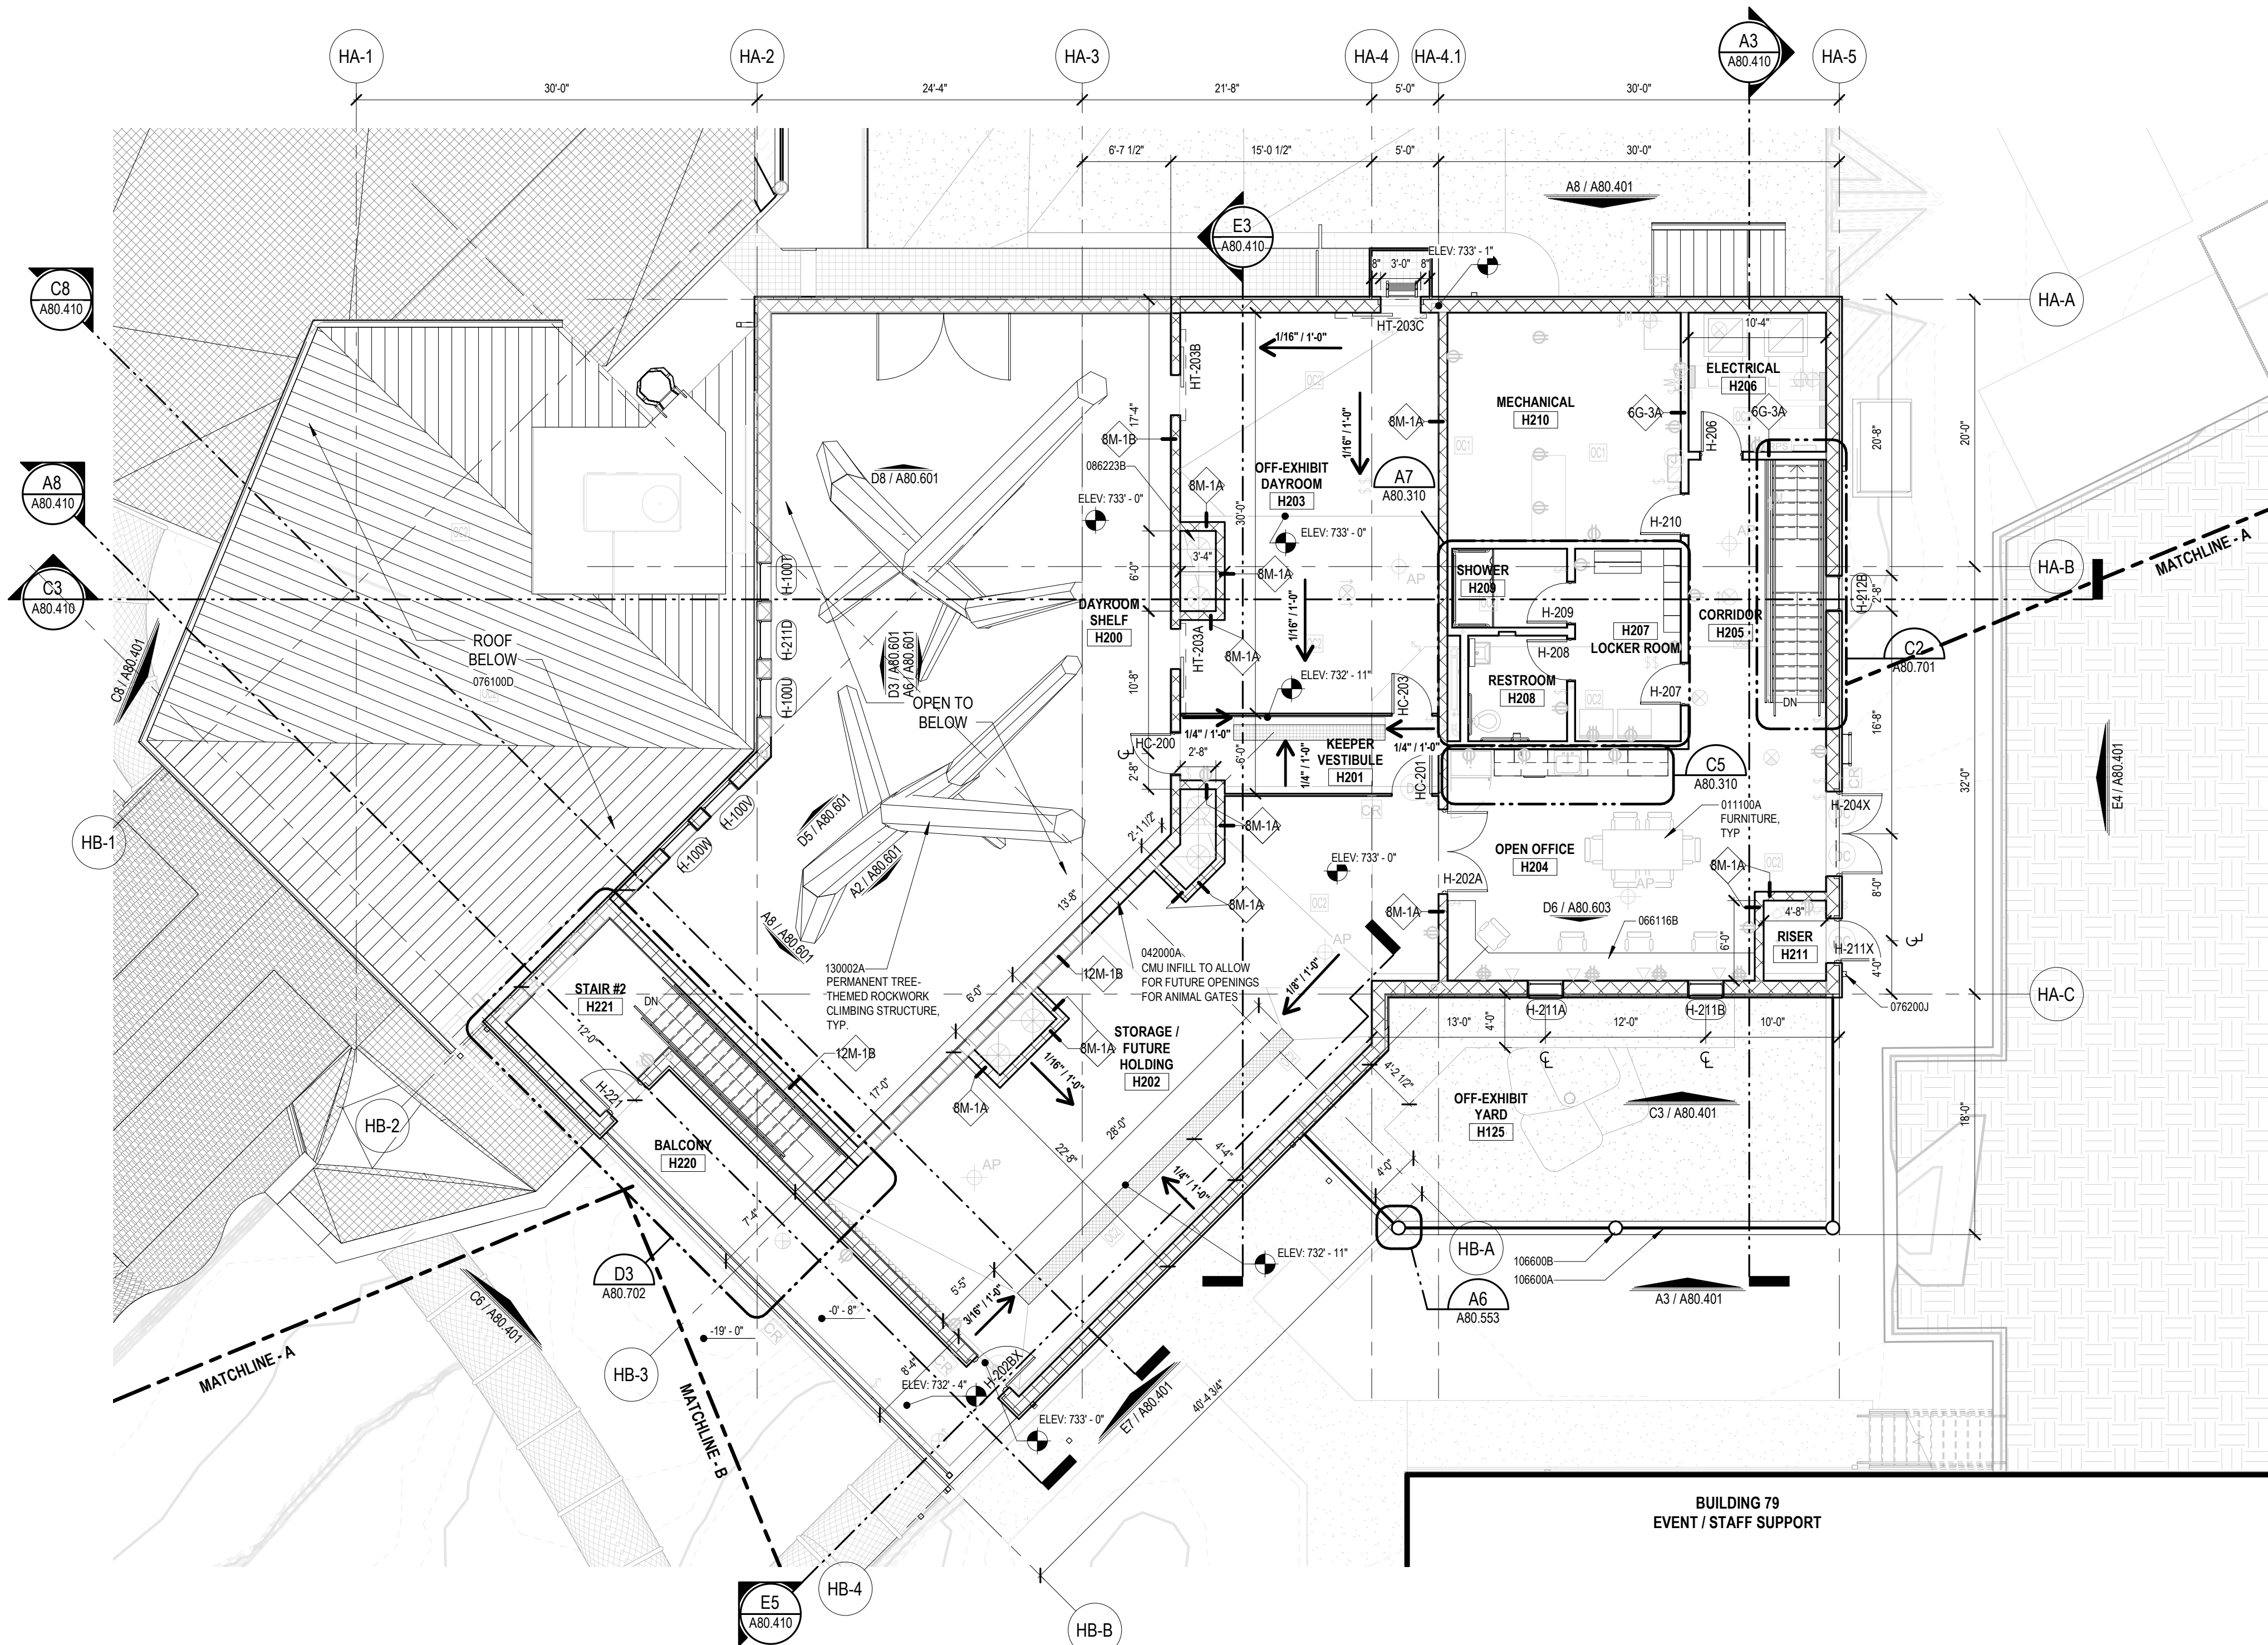 HA-1
HA-2
HA-3
HA-4
HA-4.1
A3
A80.410
HA-5
30'-0"
24'-4"
21'-8"
5'-0"
30'-0"
6'-7 1/2"
15'-0 1/2"
5'-0"
30'-0"
A8 / A80.401
E3
A80.410
ELEV: 733' - 1"
8"
3'-0"
8"
C8
A80.410
HA-A
HT-203C
1/16" / 1'-0"
10'-4"
HT-203B
ELECTRICAL
H206
MECHANICAL
H210
6G-3A
6G-3A
H-206
17'-4"
1/16" / 1'-0"
8M-1A
8M-1B
20'-8"
20'-0"
086223B
OFF-EXHIBIT
DAYROOM
H203
A7
A80.310
D8 / A80.601
8M-1A
A8
A80.410
ELEV: 733' - 0"
30'-0"
ELEV: 733' - 0"
H-210
MATCHLINE - A
3'-4"
6'-0"
8M-1A
SHOWER
H209
HA-B
H-100T
H-212B
2'-8"
C3
A80.410
DAYROOM
SHELF
H200
1/16" / 1'-0"
H-209
H207
LOCKER ROOM
CORRIDOR
H205
ROOF
BELOW
076100D
H-211D
D3 / A80.601
A6 / A80.601
HT-203A
8M-1A
H-208
C2
A80.701
C8 / A80.401
H-100U
OPEN TO
BELOW
10'-8"
ELEV: 732' - 11"
HC-203
RESTROOM
H208
H-207
DN
16'-8"
HC-200
1/4" / 1'-0"
1/4" / 1'-0"
2'-8"
2'-8"
6'-0"
1/4" / 1'-0"
KEEPER
VESTIBULE
H201
HC-201
C5
A80.310
32'-0"
E4 / A80.401
H-100V
H-100W
D5 / A80.601
A2 / A80.601
2'-1 1/2"
8M-1A
011100A
FURNITURE,
TYP
H-204X
HB-1
ELEV: 733' - 0"
OPEN OFFICE
H204
8M-1A
H-202A
8M-1A
13'-8"
8M-1A
8'-0"
D6 / A80.603
066116B
4'-8"
6'-0"
RISER
H211
H-211X
4'-0"
A8 / A80.601
130002A
PERMANENT TREE-
THEMED ROCKWORK
CLIMBING STRUCTURE,
TYP.
042000A
CMU INFILL TO ALLOW
FOR FUTURE OPENINGS
FOR ANIMAL GATES
12M-1B
1/8" / 1'-0"
STAIR #2
H221
DN
6'-0"
HA-C
076200J
12'-0"
H-211A
H-211B
13'-0"
4'-0"
12'-0"
10'-0"
STORAGE /
FUTURE
HOLDING
H202
8M-1A
12M-1B
1/16" / 1'-0"
8M-1A
17'-0"
H-221
4'-2 1/2"
OFF-EXHIBIT
YARD
H125
C3 / A80.401
18'-0"
HB-2
BALCONY
H220
28'-0"
22'-8"
4'-4"
1/4" / 1'-0"
4'-0"
AP
7'-4"
HB-A
ELEV: 732' - 11"
106600B
106600A
D3
A80.702
5'-5"
3/16" / 1'-0"
A6
A80.553
A3 / A80.401
C6 / A80.401
-0' - 8"
-19' - 0"
CR
MATCHLINE - A
HB-3
8'-4"
ELEV: 732' - 4"
H-202BX
MATCHLINE - B
ELEV: 733' - 0"
E7 / A80.401
40'-4 3/4"
BUILDING 79
EVENT / STAFF SUPPORT
HB-4
E5
A80.410
HB-B